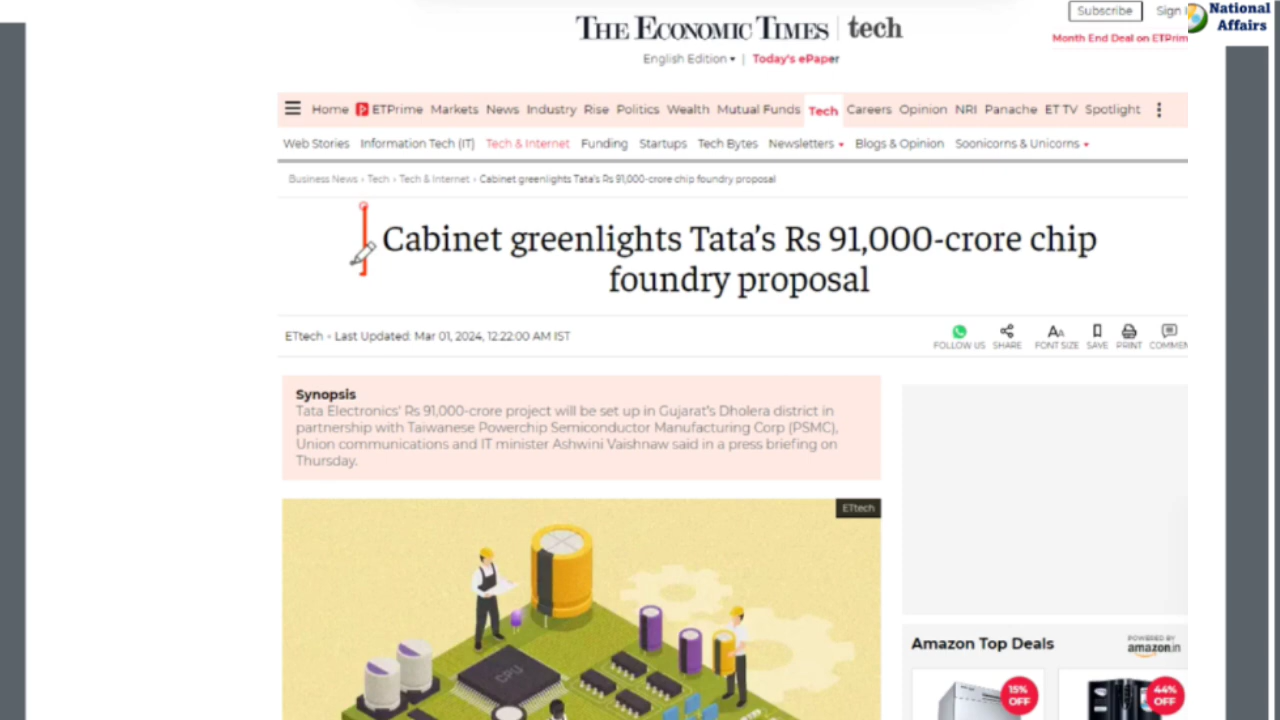 THE ECONOMIC TIMES | tech
Subscribe
Sign
National
Affairs
Month End Deal on ETPrim
English Edition ▾ | Today's ePaper
Home ETPrime Markets News Industry Rise Politics Wealth Mutual Funds Tech Careers Opinion NRI Panache ET TV Spotlight
Web Stories Information Tech (IT) Tech & Internet Funding Startups Tech Bytes Newsletters ▾ Blogs & Opinion Soonicorns & Unicorns ▾
Business News › Tech › Tech & Internet › Cabinet greenlights Tata's Rs 91,000-crore chip foundry proposal
Cabinet greenlights Tata's Rs 91,000-crore chip
foundry proposal
ETtech • Last Updated: Mar 01, 2024, 12:22:00 AM IST
FOLLOW US SHARE FONT SIZE SAVE PRINT COMMEN
Synopsis
Tata Electronics' Rs 91,000-crore project will be set up in Gujarat's Dholera district in
partnership with Taiwanese Powerchip Semiconductor Manufacturing Corp (PSMC),
Union communications and IT minister Ashwini Vaishnaw said in a press briefing on
Thursday.
ETtech
CPU
Amazon Top Deals
POWERED BY
amazon.in
15%
OFF
44%
OFF